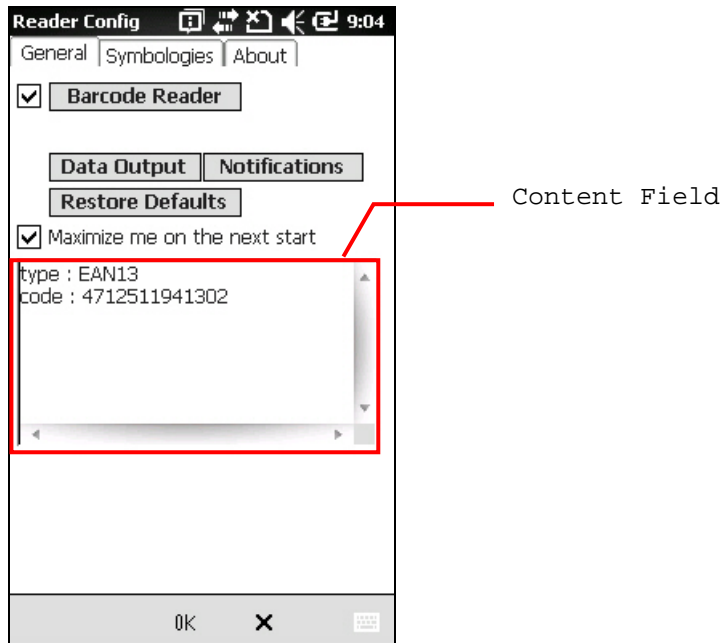 Reader Config 9:04
General Symbologies About
Barcode Reader
Data Output Notifications
Restore Defaults
Content Field
Maximize me on the next start
type : EAN13
code : 4712511941302
OK